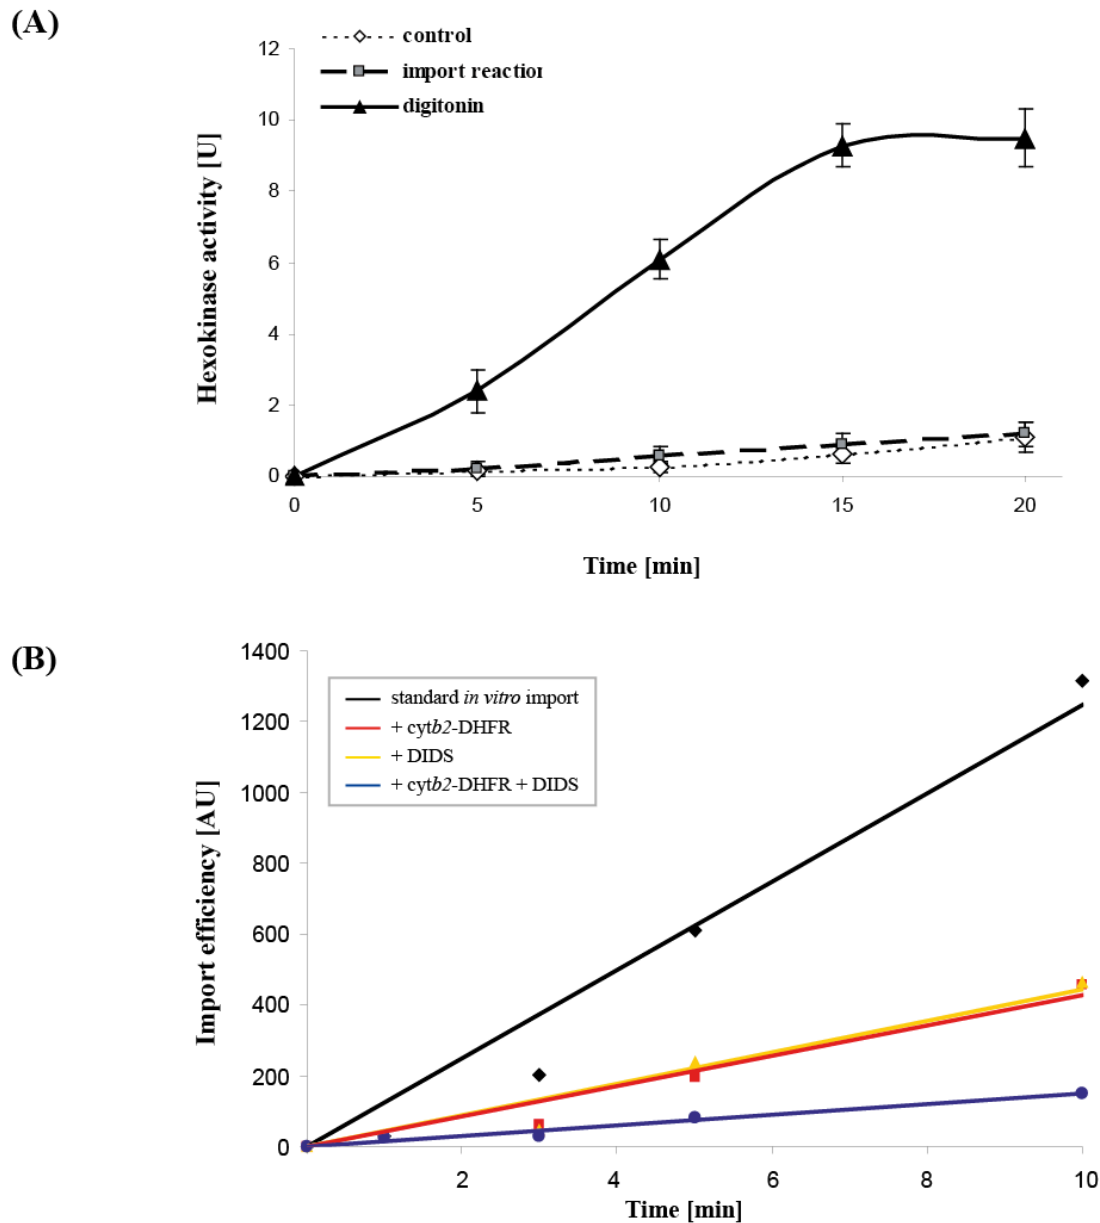 (A)
control
import reaction
digitonin
12
10
8
6
4
2
0
Hexokinase activity [U]
0 5 10 15 20
Time [min]
(B)
1400
1200
1000
800
600
400
200
0
Import efficiency [AU]
standard in vitro import
+ cytb2-DHFR
+ DIDS
+ cytb2-DHFR + DIDS
2 4 6 8 10
Time [min]